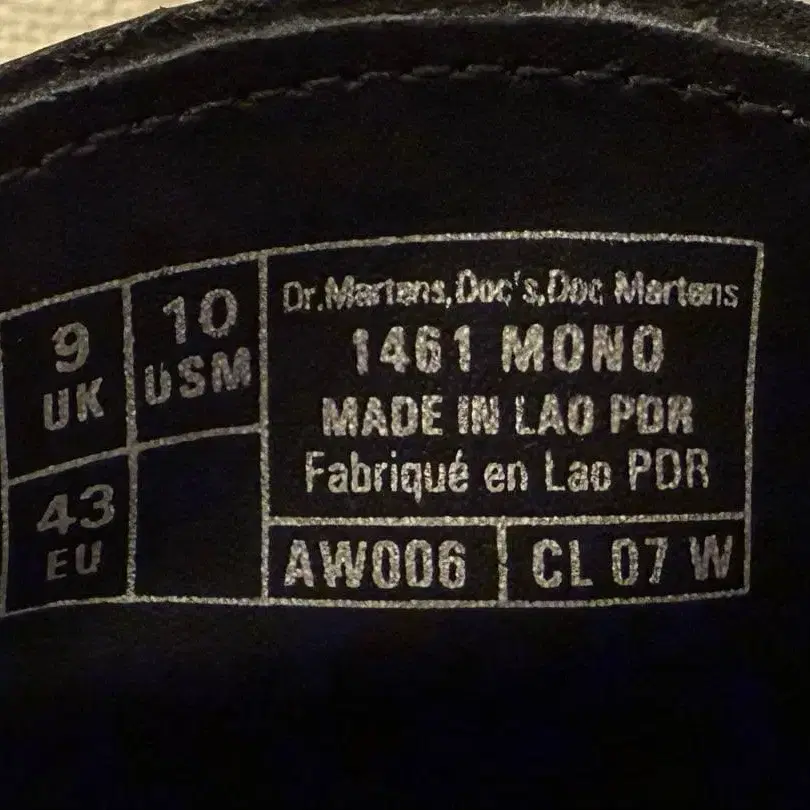 9
UK
10
USM
43
EU
Dr.Martens,Doc's,Doc Martens
1461 MONO
MADE IN LAO PDR
Fabriqué en Lao PDR
AW006
CL 07 W